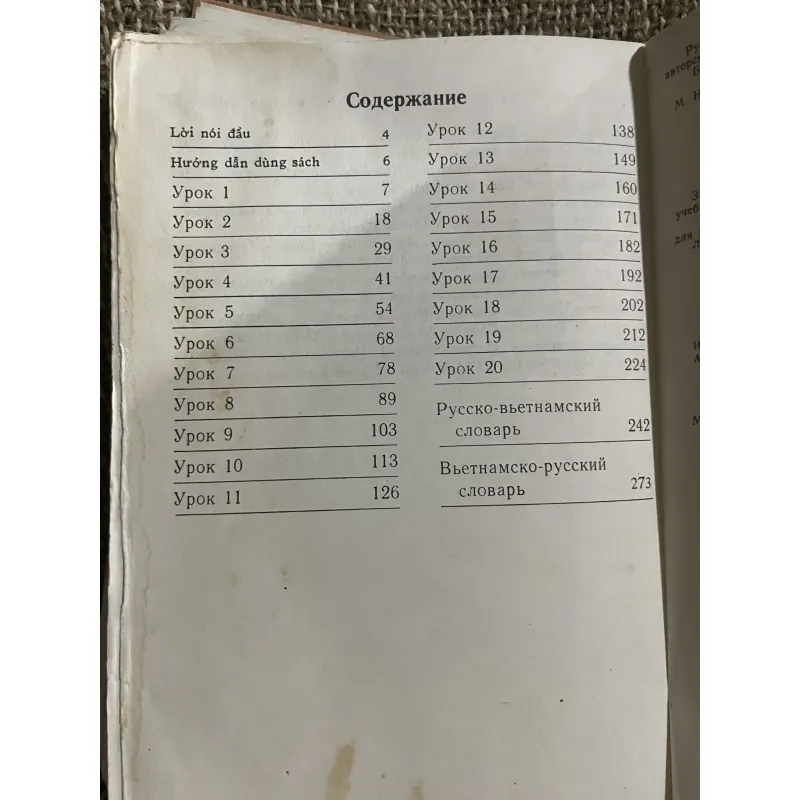 Содержание
Lời nói đầu 4
Hướng dẫn dùng sách 6
Урок 1 7
Урок 2 18
Урок 3 29
Урок 4 41
Урок 5 54
Урок 6 68
Урок 7 78
Урок 8 89
Урок 9 103
Урок 10 113
Урок 11 126
Урок 12 138
Урок 13 149
Урок 14 160
Урок 15 171
Урок 16 182
Урок 17 192
Урок 18 202
Урок 19 212
Урок 20 224
Русско-вьетнамский
словарь 242
Вьетнамско-русский
словарь 273
для